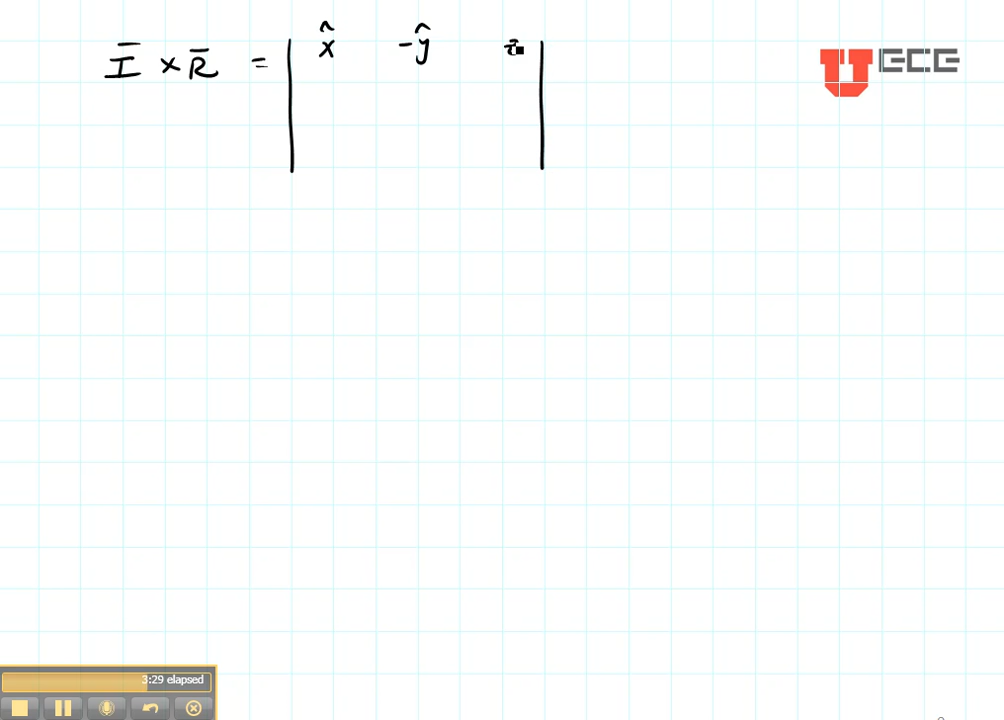 I̅ × R̅ = | x̂ -ŷ z |
U ECE
3:29 elapsed